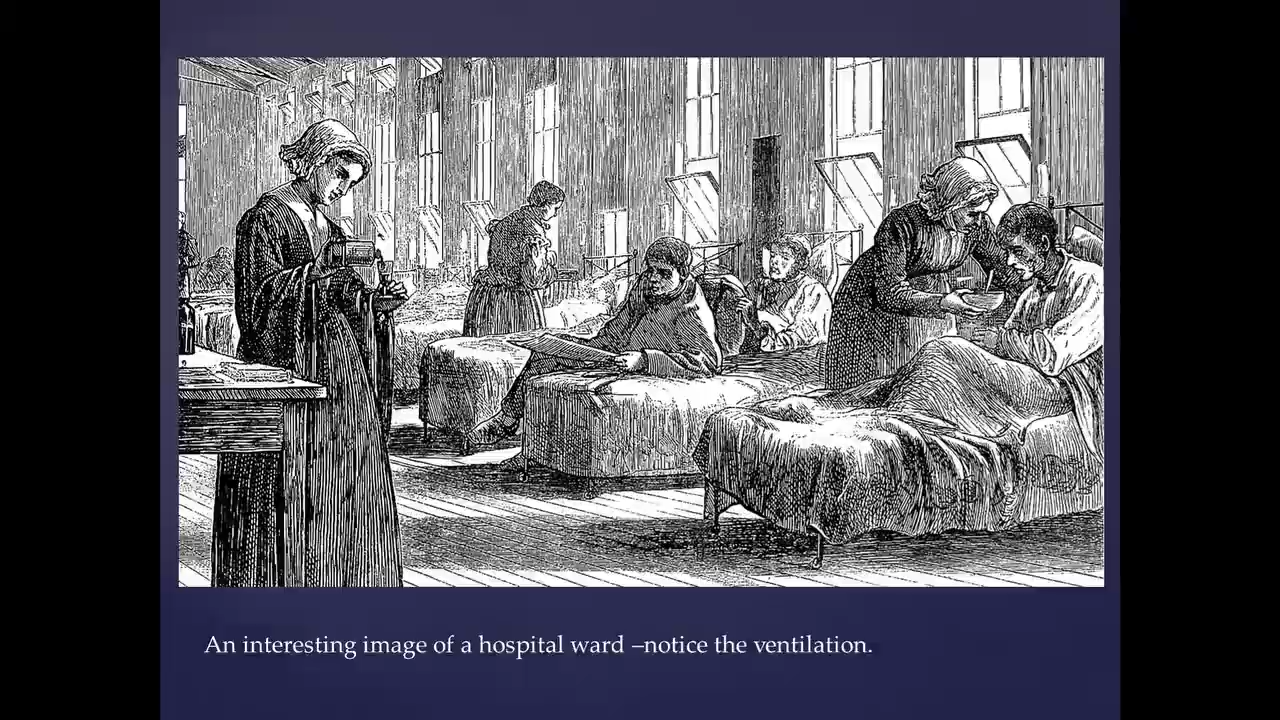 An interesting image of a hospital ward –notice the ventilation.